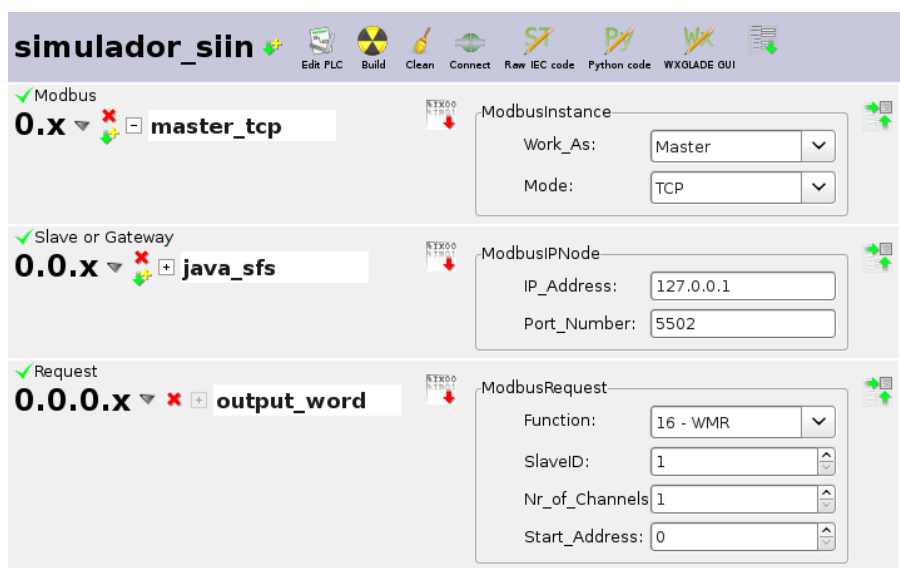 simulador_siin
Edit PLC Build Clean Connect Raw IEC code Python code WXGLADE GUI
Modbus
0.x master_tcp
ModbusInstance
Work_As: Master
Mode: TCP
Slave or Gateway
0.0.x java_sfs
ModbusIPNode
IP_Address: 127.0.0.1
Port_Number: 5502
Request
0.0.0.x output_word
ModbusRequest
Function: 16 - WMR
SlaveID: 1
Nr_of_Channels 1
Start_Address: 0